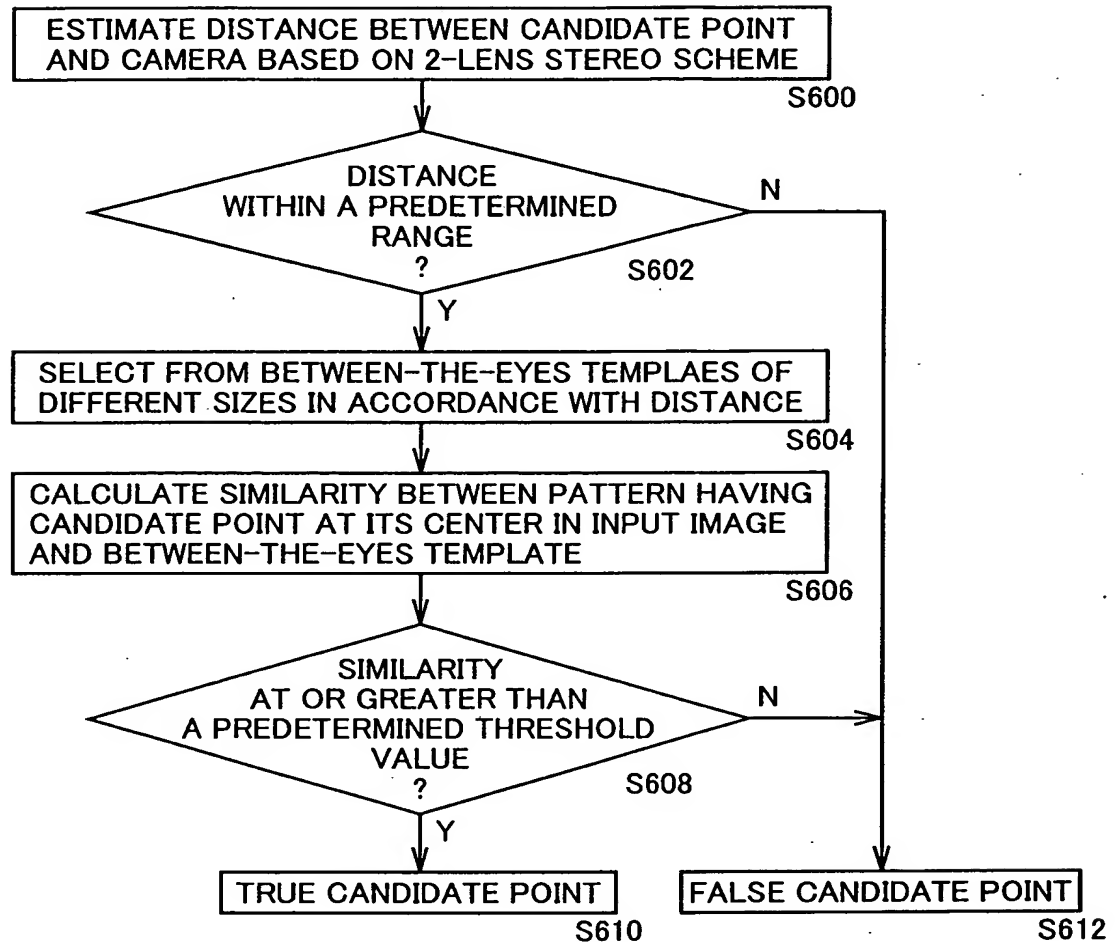 ESTIMATE DISTANCE BETWEEN CANDIDATE POINT
AND CAMERA BASED ON 2-LENS STEREO SCHEME
S600
DISTANCE
WITHIN A PREDETERMINED
RANGE
?
N
S602
Y
SELECT FROM BETWEEN-THE-EYES TEMPLAES OF
DIFFERENT SIZES IN ACCORDANCE WITH DISTANCE
S604
CALCULATE SIMILARITY BETWEEN PATTERN HAVING
CANDIDATE POINT AT ITS CENTER IN INPUT IMAGE
AND BETWEEN-THE-EYES TEMPLATE
S606
SIMILARITY
AT OR GREATER THAN
A PREDETERMINED THRESHOLD
VALUE
?
N
S608
Y
TRUE CANDIDATE POINT
S610
FALSE CANDIDATE POINT
S612